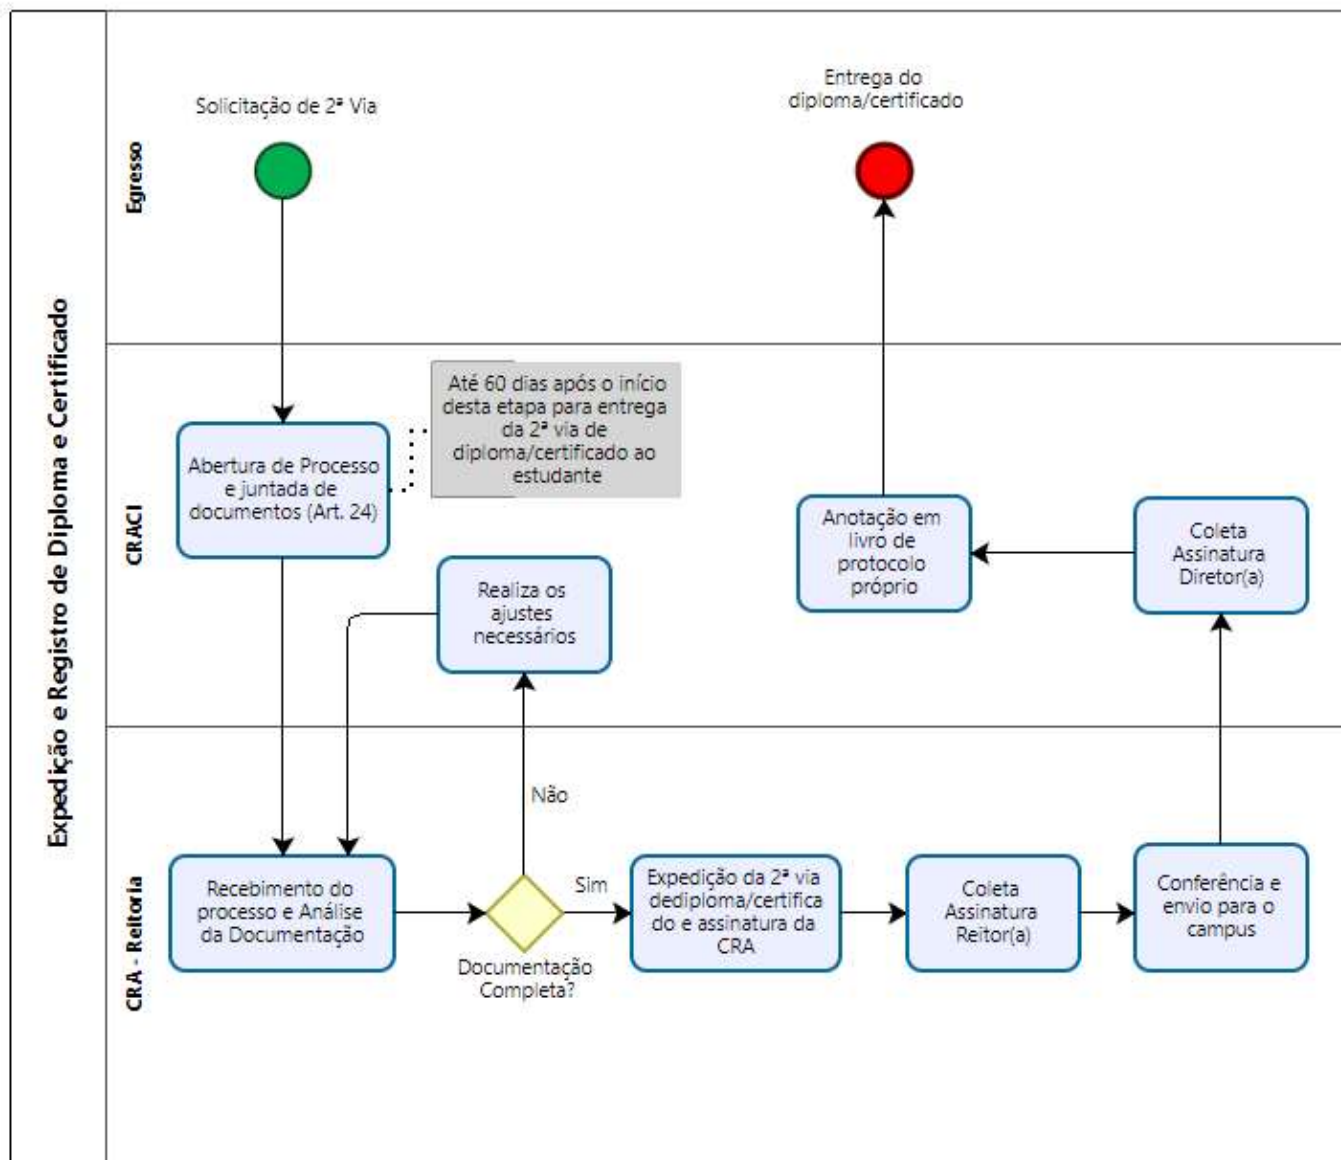 Expedição e Registro de Diploma e Certificado
Egresso
Solicitação de 2ª Via
Entrega do
diploma/certificado
CRACI
Abertura de Processo
e juntada de
documentos (Art. 24)
Até 60 dias após o início
desta etapa para entrega
da 2ª via de
diploma/certificado ao
estudante
Realiza os
ajustes
necessários
Anotação em
livro de
protocolo
próprio
Coleta
Assinatura
Diretor(a)
CRA - Reitoria
Recebimento do
processo e Análise
da Documentação
Não
Sim
Documentação
Completa?
Expedição da 2ª via
dediploma/certifica
do e assinatura da
CRA
Coleta
Assinatura
Reitor(a)
Conferência e
envio para o
campus